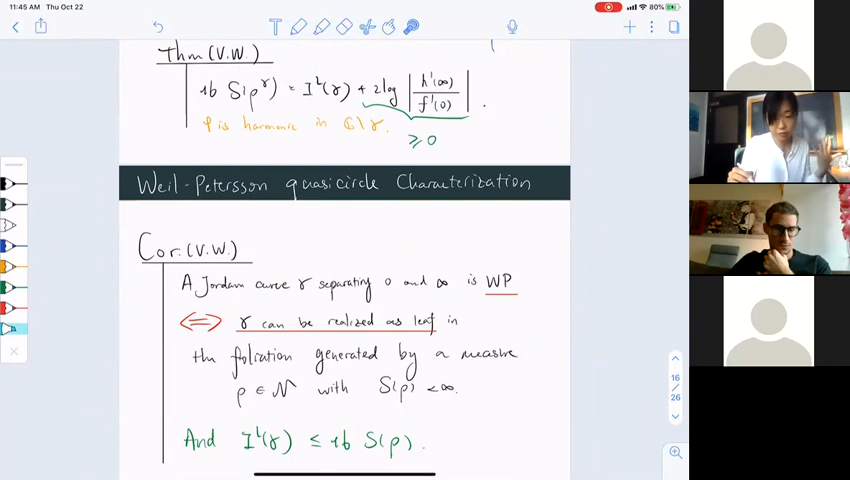 11:45 AM Thu Oct 22
80%
Thm (V.W.)
16 S(ρ^γ) = I^L(γ) + 2log |h'(∞)/f'(0)| .
φ is harmonic in ℂ\γ.
≥ 0
Weil-Petersson quasicircle Characterization
Cor. (V.W.)
A Jordan curve γ separating 0 and ∞ is WP
⟺ γ can be realized as leaf in
the foliation generated by a measure
ρ ∈ N with S(ρ) < ∞.
And I^L(γ) ≤ 16 S(ρ).
16
/
26